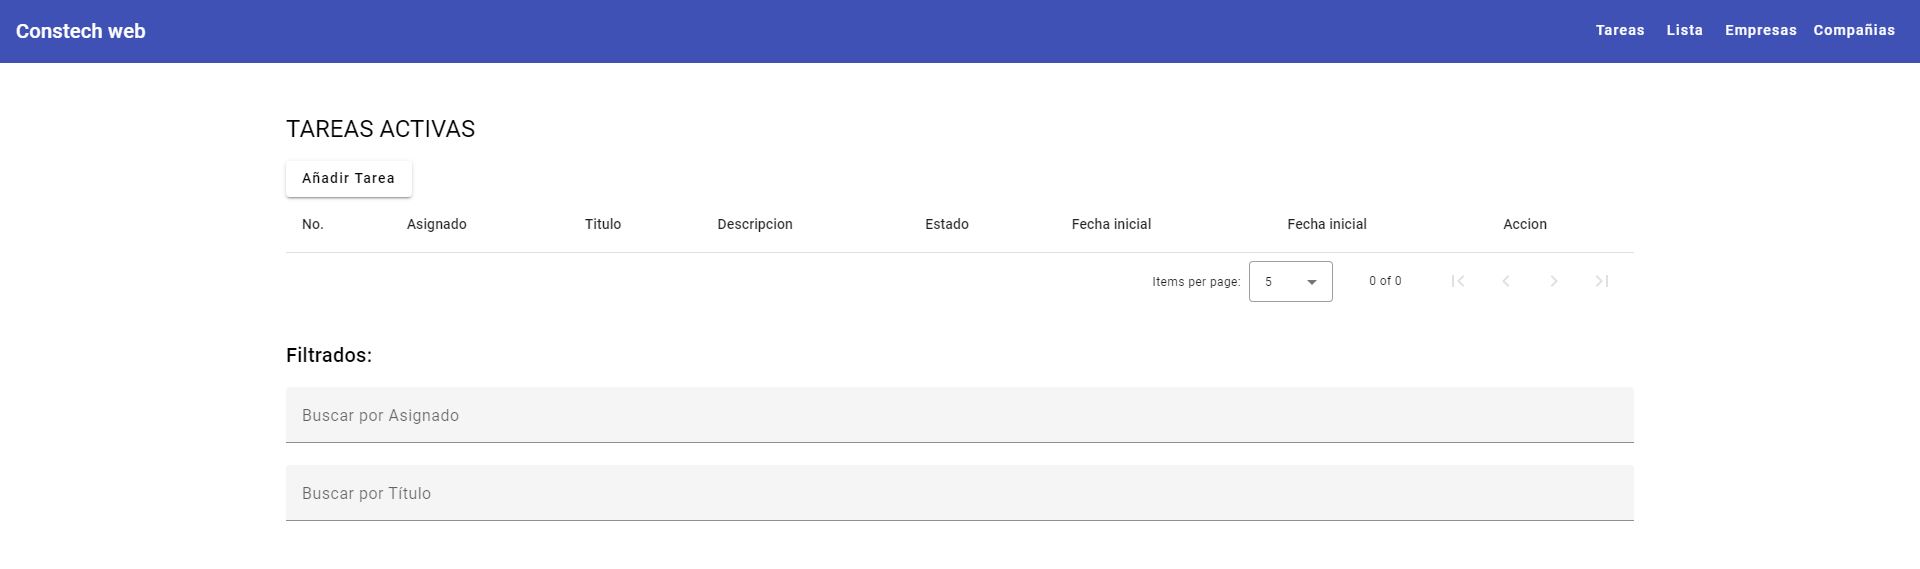 Constech web
Tareas Lista Empresas Compañias
TAREAS ACTIVAS
Añadir Tarea
No. Asignado Titulo Descripcion Estado Fecha inicial Fecha inicial Accion
Items per page: 5 0 of 0
Filtrados:
Buscar por Asignado
Buscar por Título